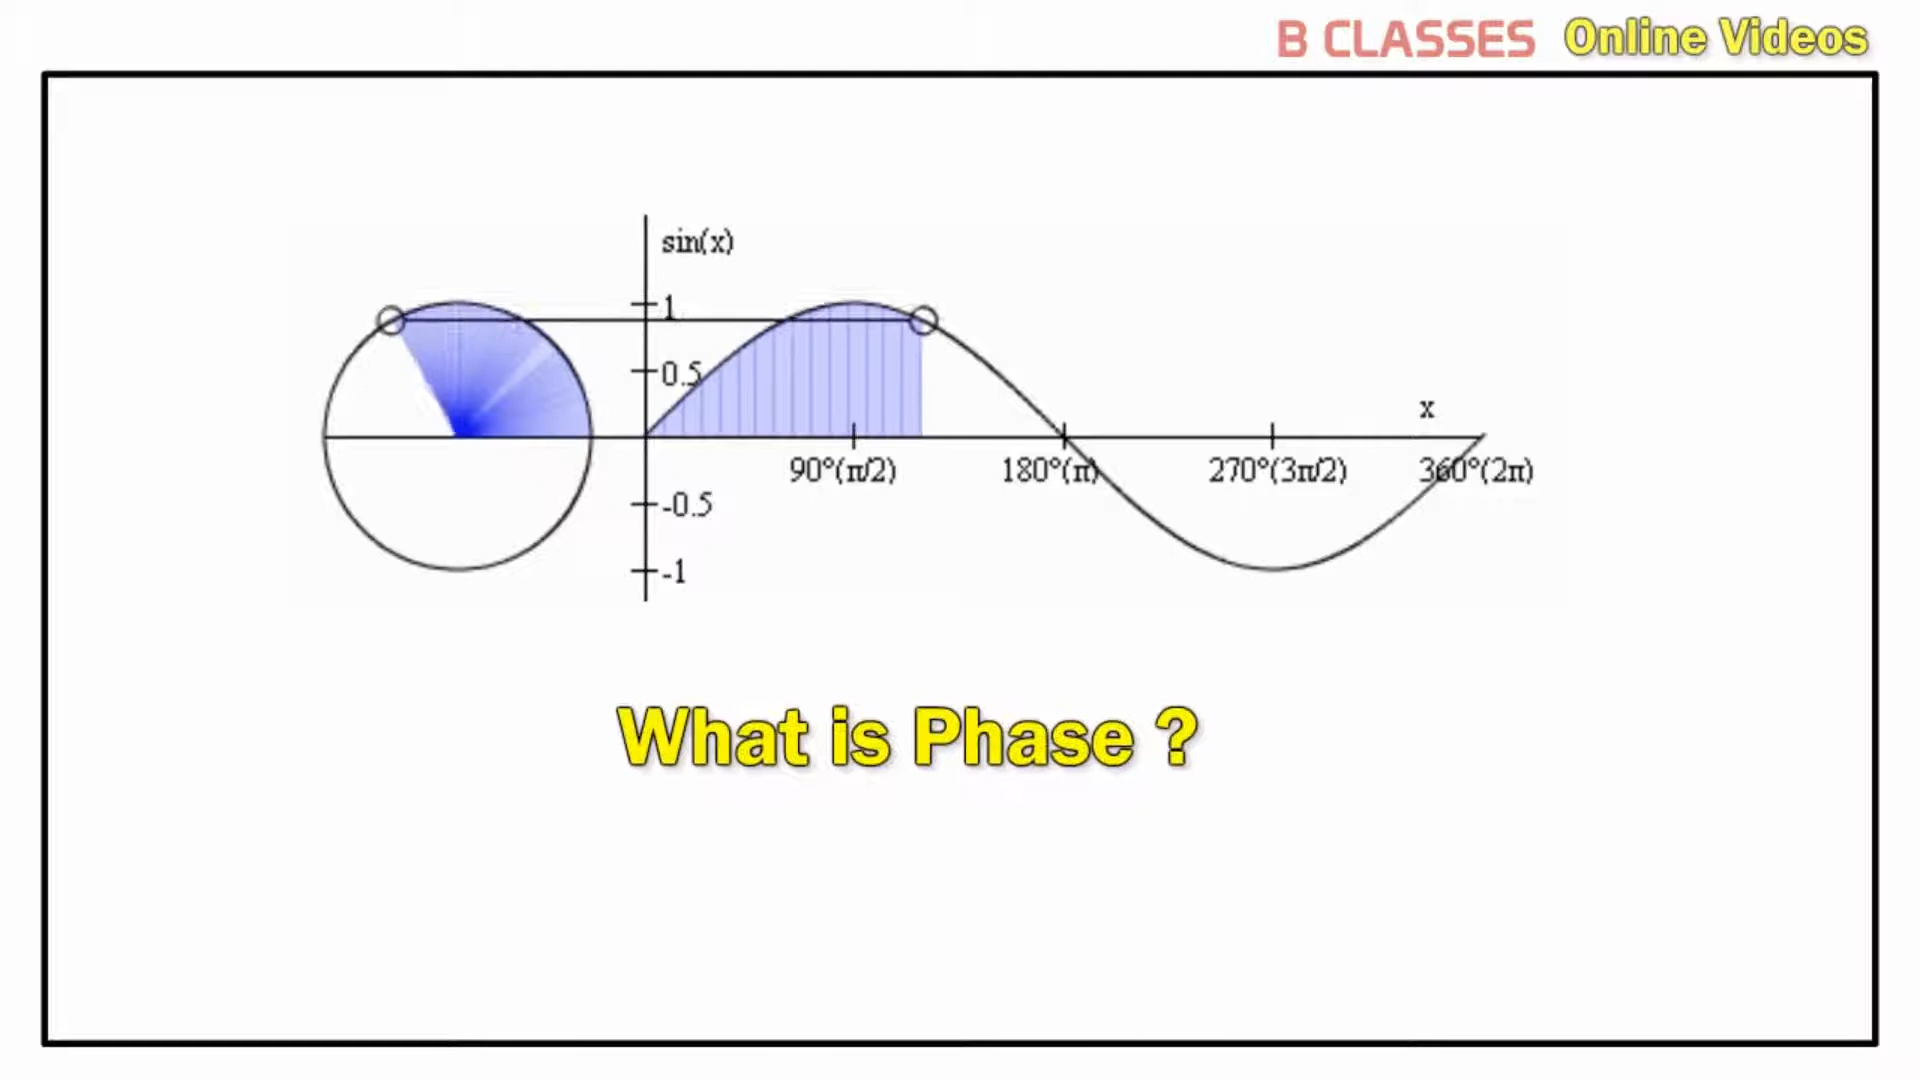 B CLASSES Online Videos
sin(x)
1
0.5
x
90°(π/2) 180°(π) 270°(3π/2) 360°(2π)
-0.5
-1
What is Phase ?